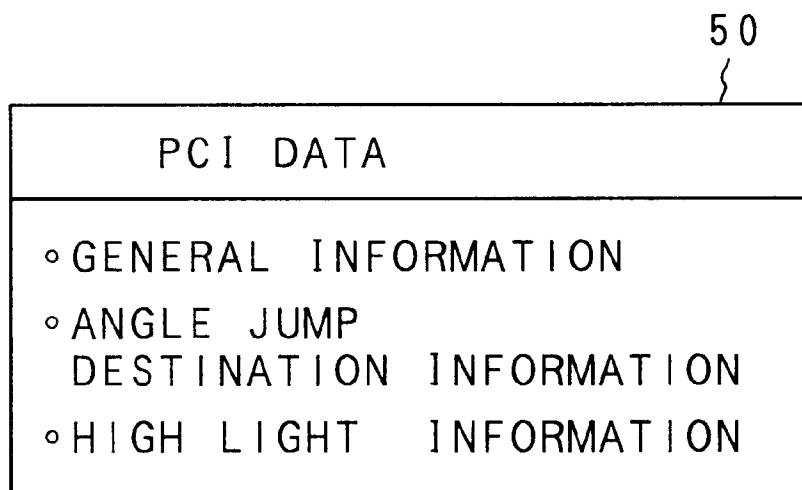 50
PCI DATA
◦GENERAL INFORMATION
◦ANGLE JUMP
DESTINATION INFORMATION
◦HIGH LIGHT INFORMATION